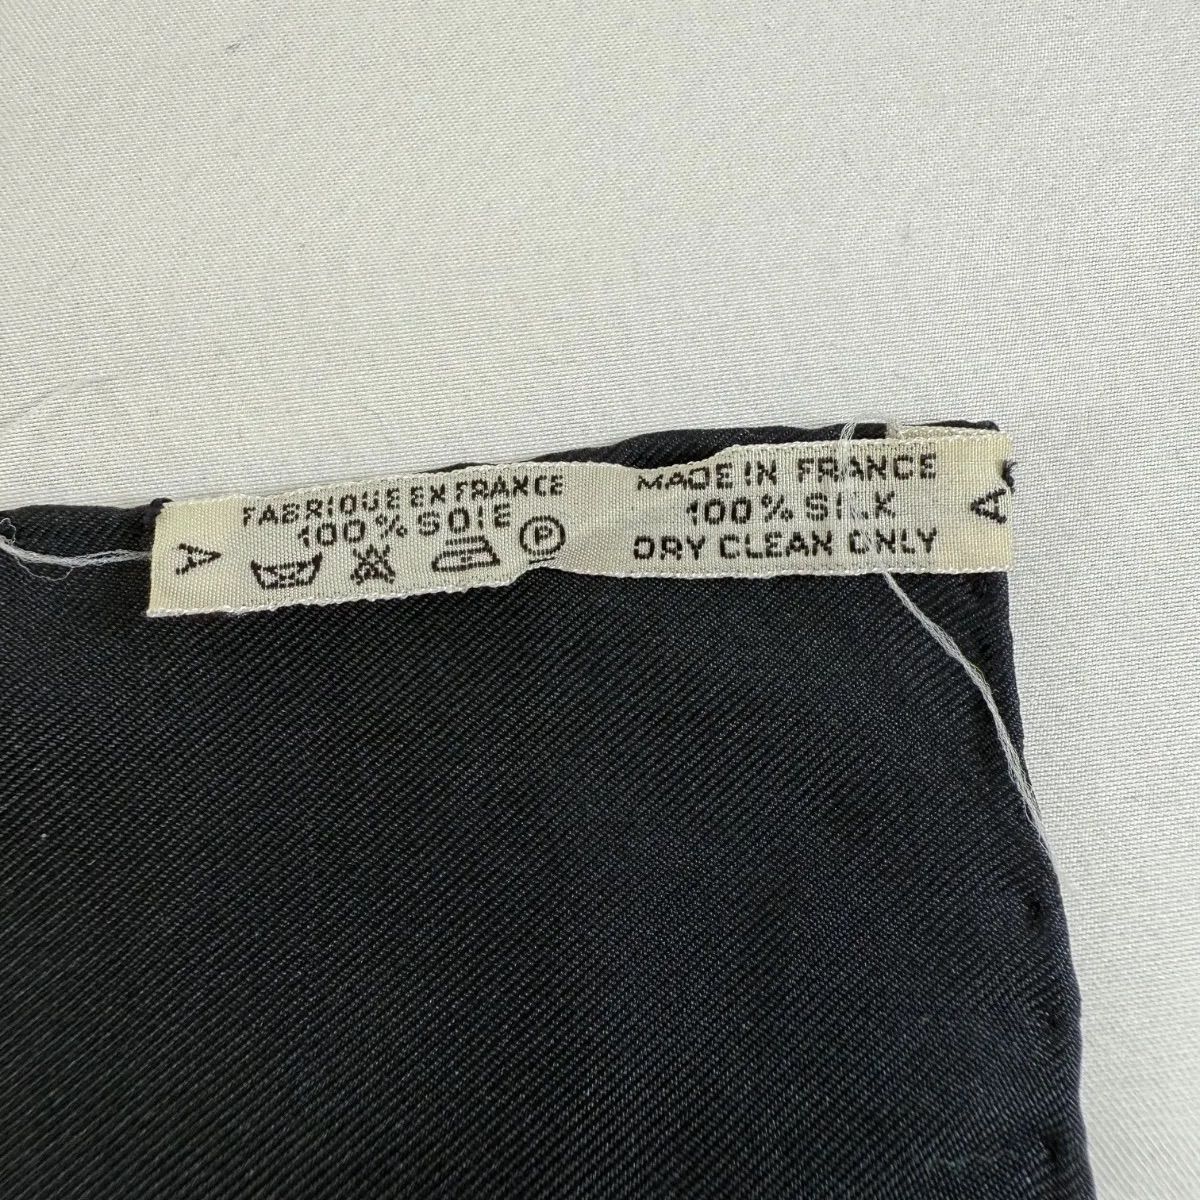 A
FABRIQUE EN FRANCE
100% SOIE
P
MADE IN FRANCE
100% SILK
DRY CLEAN ONLY
A